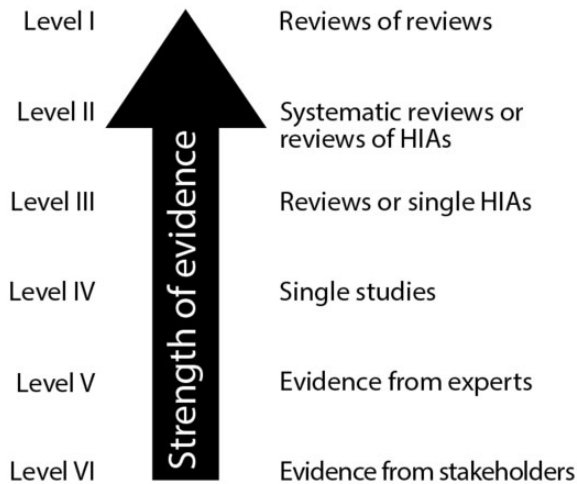 Level I
Reviews of reviews
Level II
Systematic reviews or
reviews of HIAs
Level III
Reviews or single HIAs
Level IV
Single studies
Level V
Evidence from experts
Level VI
Evidence from stakeholders
Strength of evidence